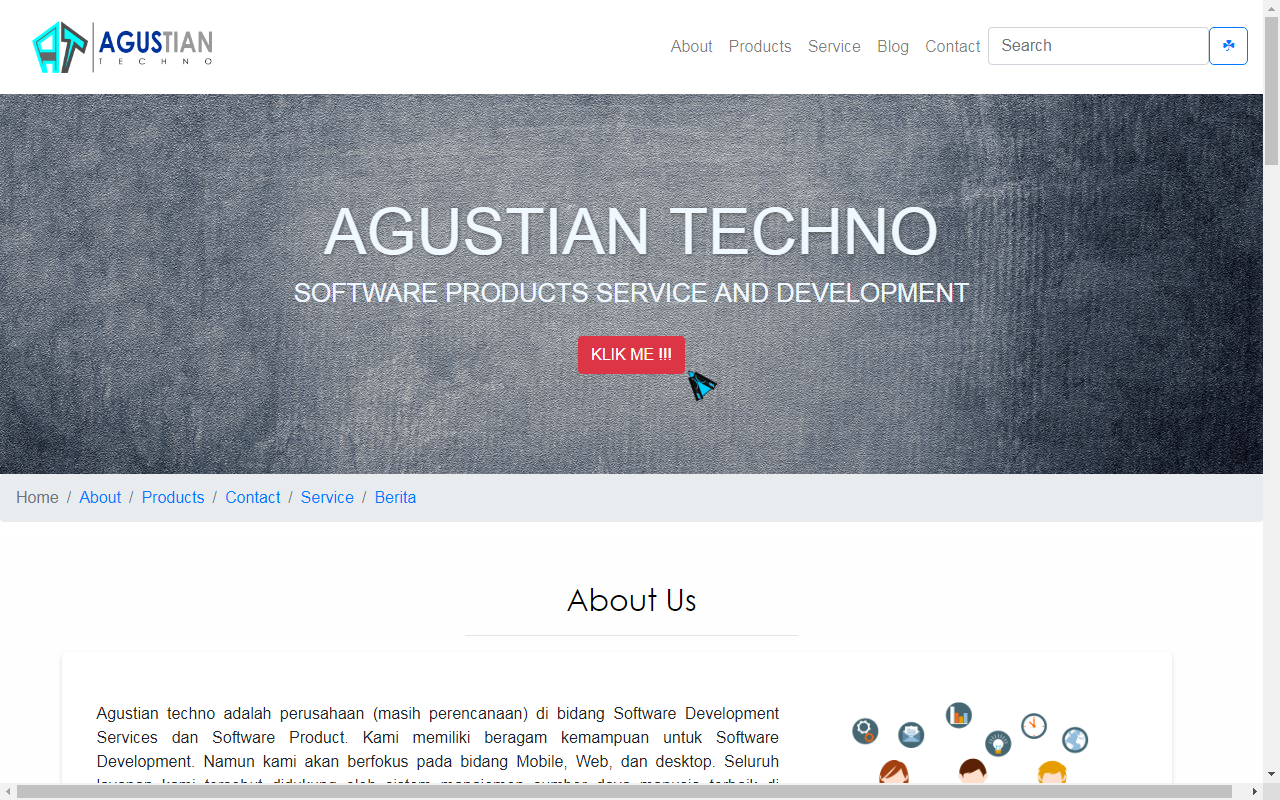 AGUSTIAN
TECHNO
About Products Service Blog Contact Search
AGUSTIAN TECHNO
SOFTWARE PRODUCTS SERVICE AND DEVELOPMENT
KLIK ME !!!
Home / About / Products / Contact / Service / Berita
About Us
Agustian techno adalah perusahaan (masih perencanaan) di bidang Software Development
Services dan Software Product. Kami memiliki beragam kemampuan untuk Software
Development. Namun kami akan berfokus pada bidang Mobile, Web, dan desktop. Seluruh